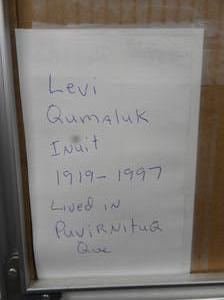 Levi
Qumaluk
Inuit
1919-1997
Lived in
Puvirnituq
Que